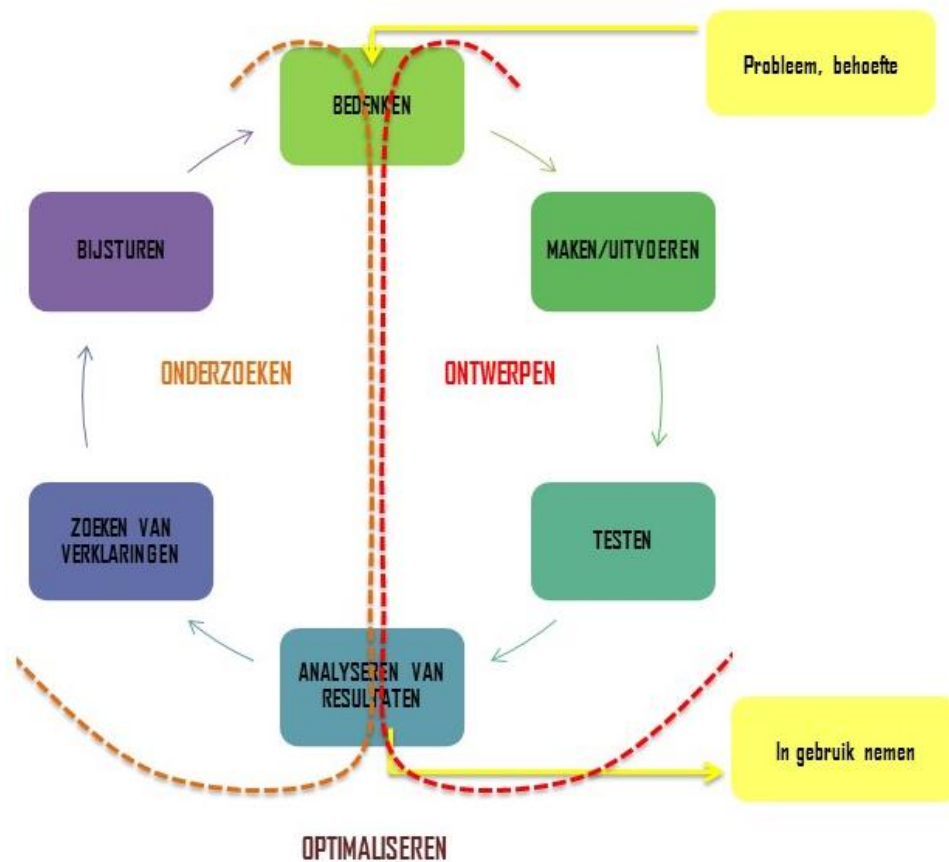 Probleem, behoefte
BEDENKEN
BIJSTUREN
MAKEN/UITVOEREN
ONDERZOEKEN
ONTWERPEN
ZOEKEN VAN
VERKLARINGEN
TESTEN
ANALYSEREN VAN
RESULTATEN
In gebruik nemen
OPTIMALISEREN